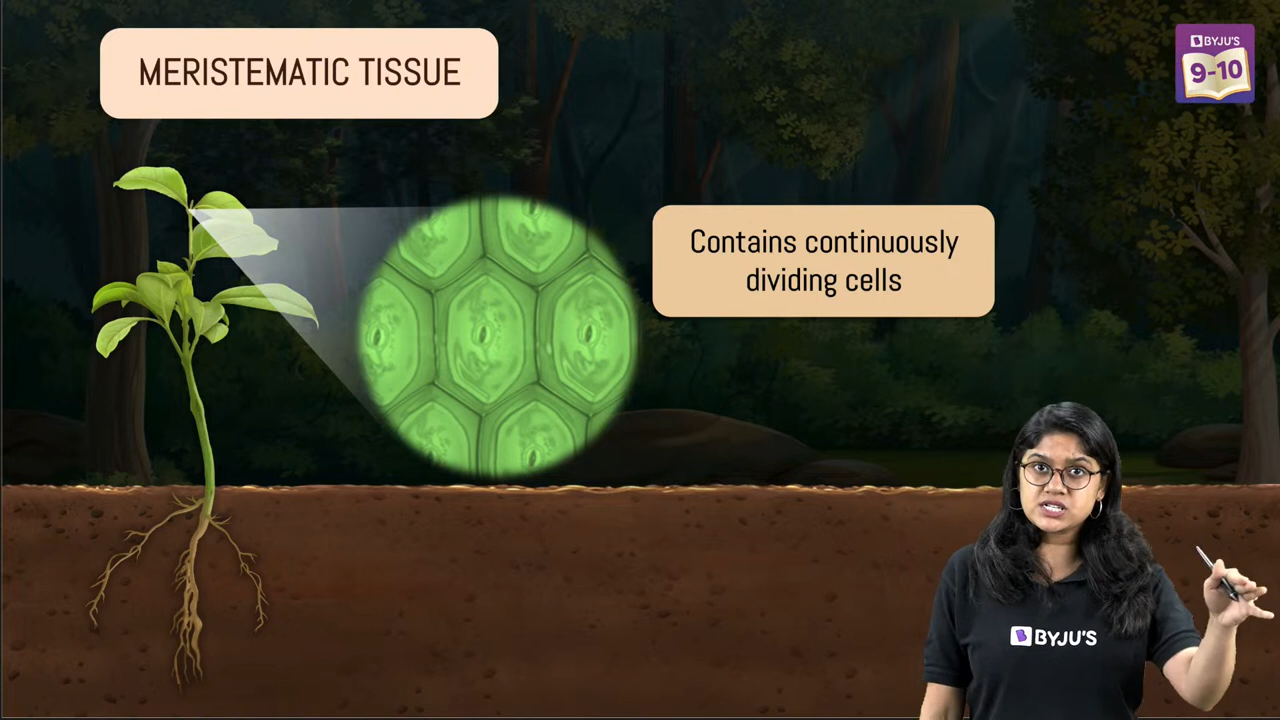 MERISTEMATIC TISSUE
BYJU'S
9-10
Contains continuously
dividing cells
BYJU'S